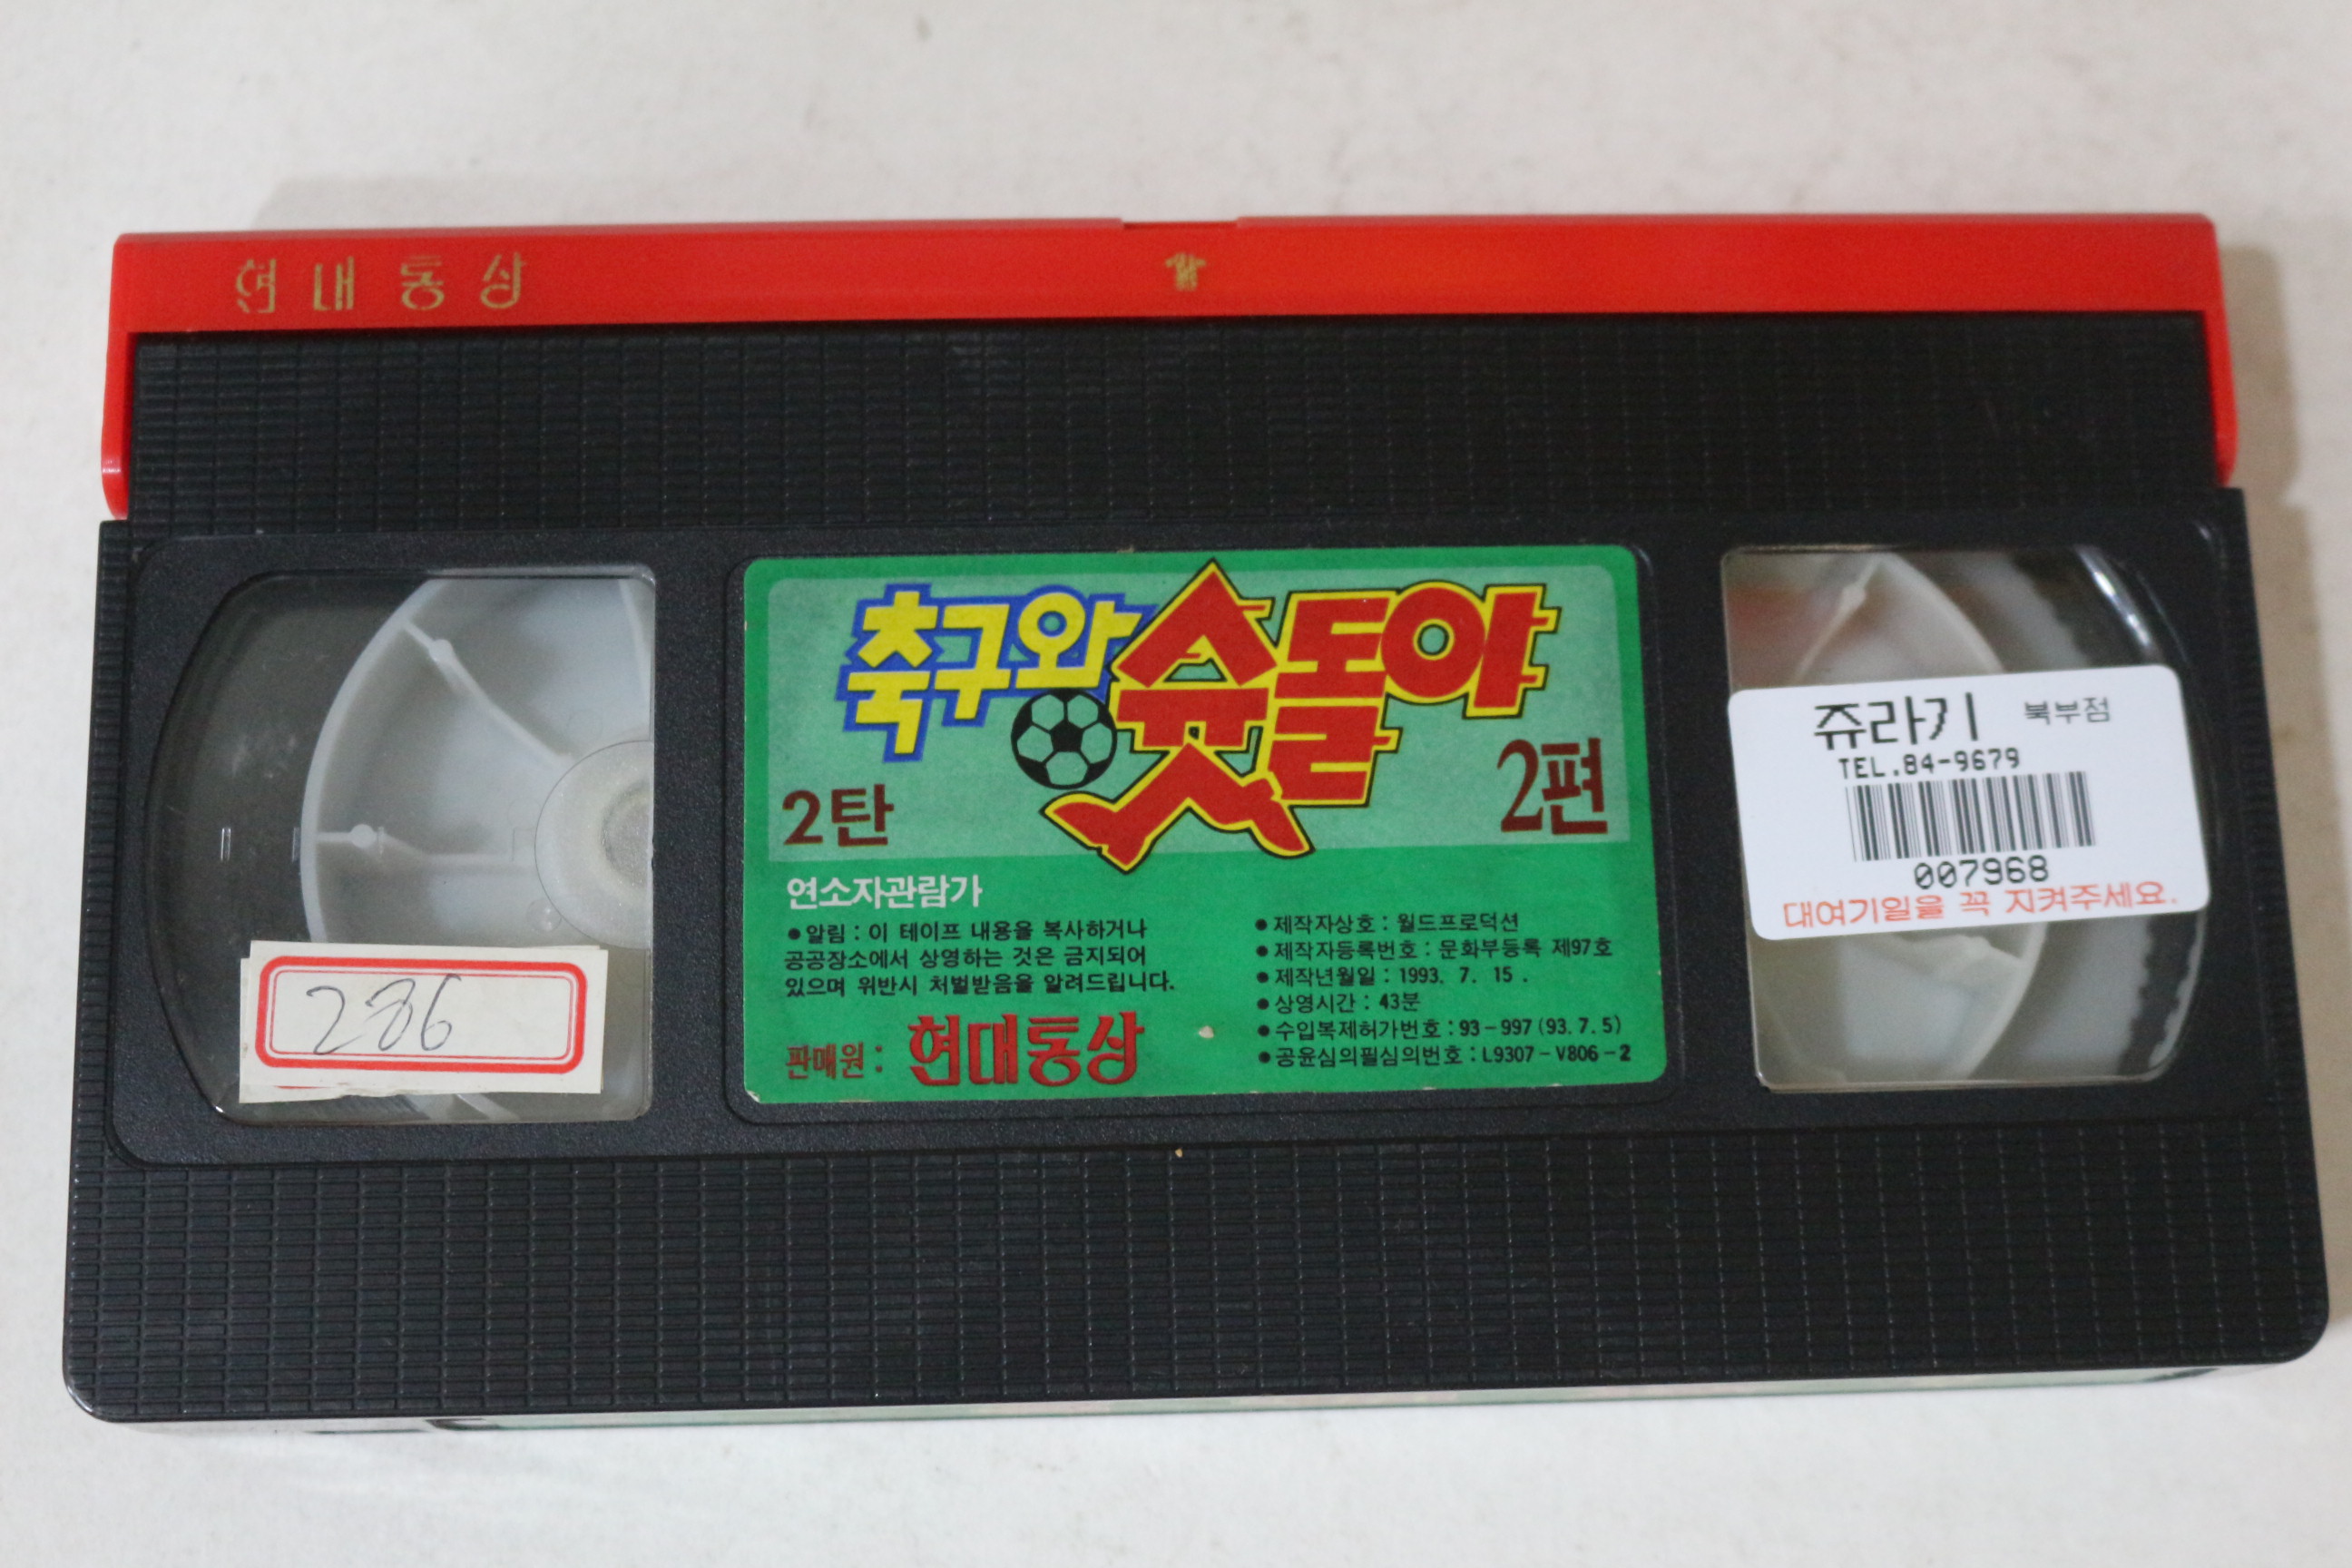 현대통상
축구와 슛돌이
2탄
2편
연소자관람가
●알림 : 이 테이프 내용을 복사하거나
공공장소에서 상영하는 것은 금지되어
있으며 위반시 처벌받음을 알려드립니다.
판매원 : 현대통상
●제작자상호 : 월드프로덕션
●제작자등록번호 : 문화부등록 제97호
●제작년월일 : 1993. 7. 15 .
●상영시간 : 43분
●수입복제허가번호 : 93-997 (93. 7. 5)
●공윤심의필심의번호 : L9307-V806-2
286
쥬라기 북부점
TEL.84-9679
007968
대여기일을 꼭 지켜주세요.